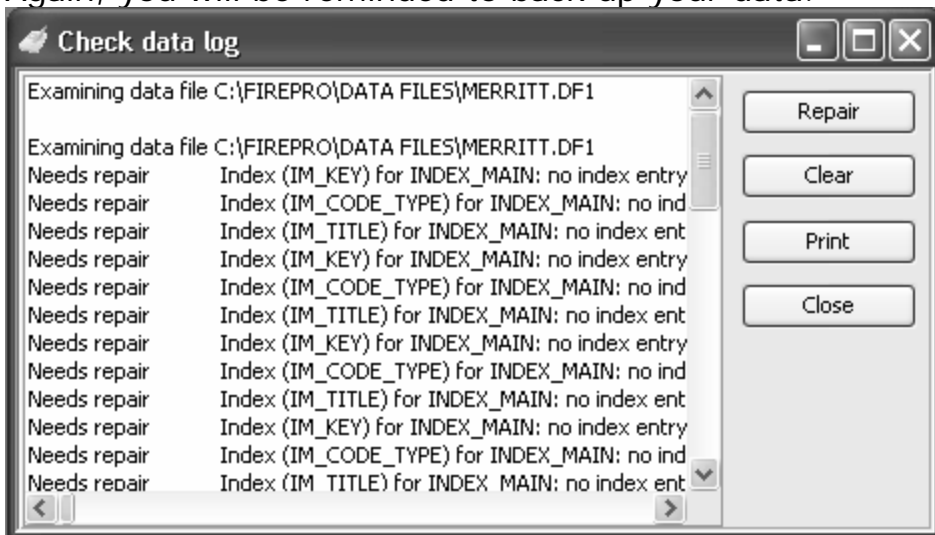 Again, you will be reminded to back up your data.
Check data log
Examining data file C:\FIREPRO\DATA FILES\MERRITT.DF1
Examining data file C:\FIREPRO\DATA FILES\MERRITT.DF1
Needs repair Index (IM_KEY) for INDEX_MAIN: no index entry
Needs repair Index (IM_CODE_TYPE) for INDEX_MAIN: no ind
Needs repair Index (IM_TITLE) for INDEX_MAIN: no index ent
Needs repair Index (IM_KEY) for INDEX_MAIN: no index entry
Needs repair Index (IM_CODE_TYPE) for INDEX_MAIN: no ind
Needs repair Index (IM_TITLE) for INDEX_MAIN: no index ent
Needs repair Index (IM_KEY) for INDEX_MAIN: no index entry
Needs repair Index (IM_CODE_TYPE) for INDEX_MAIN: no ind
Needs repair Index (IM_TITLE) for INDEX_MAIN: no index ent
Needs repair Index (IM_KEY) for INDEX_MAIN: no index entry
Needs repair Index (IM_CODE_TYPE) for INDEX_MAIN: no ind
Needs repair Index (IM_TITLE) for INDEX_MAIN: no index ent
Repair
Clear
Print
Close